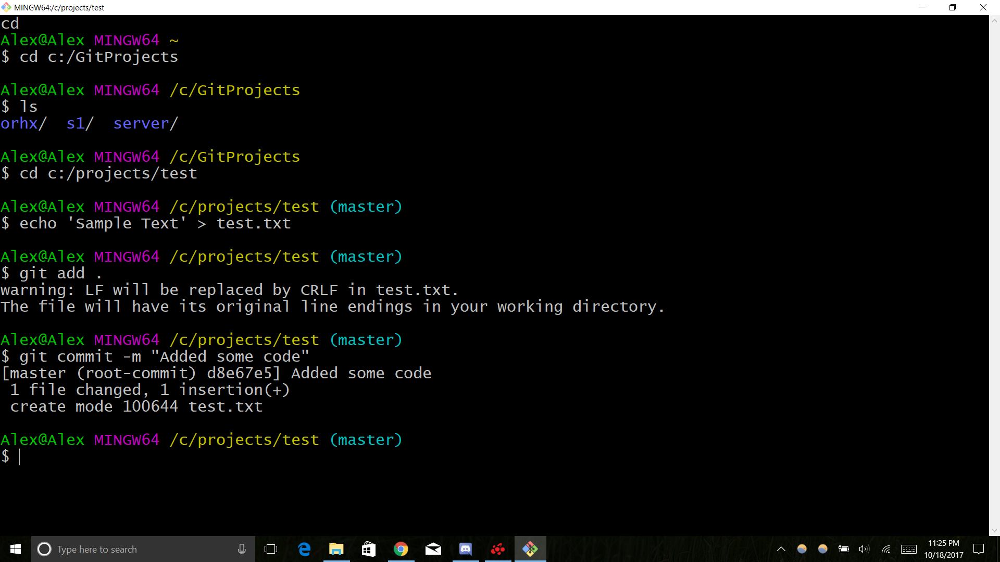 MINGW64:/c/projects/test
cd
Alex@Alex MINGW64 ~
$ cd c:/GitProjects
Alex@Alex MINGW64 /c/GitProjects
$ ls
orhx/  s1/  server/
Alex@Alex MINGW64 /c/GitProjects
$ cd c:/projects/test
Alex@Alex MINGW64 /c/projects/test (master)
$ echo 'Sample Text' > test.txt
Alex@Alex MINGW64 /c/projects/test (master)
$ git add .
warning: LF will be replaced by CRLF in test.txt.
The file will have its original line endings in your working directory.
Alex@Alex MINGW64 /c/projects/test (master)
$ git commit -m "Added some code"
[master (root-commit) d8e67e5] Added some code
 1 file changed, 1 insertion(+)
 create mode 100644 test.txt
Alex@Alex MINGW64 /c/projects/test (master)
$
Type here to search
11:25 PM
10/18/2017